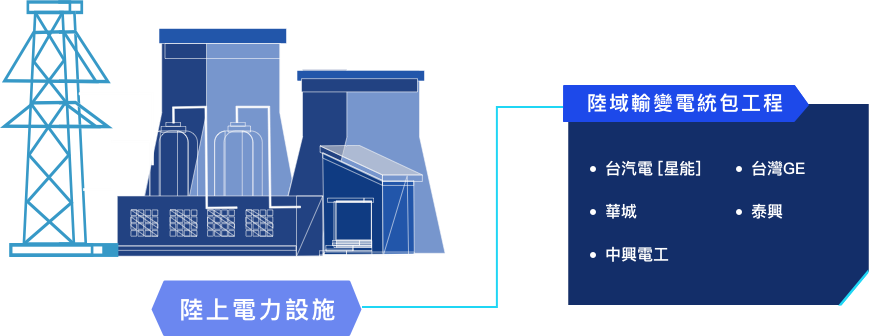 陸域輸變電統包工程
台汽電[星能]
台灣GE
華城
泰興
中興電工
陸上電力設施